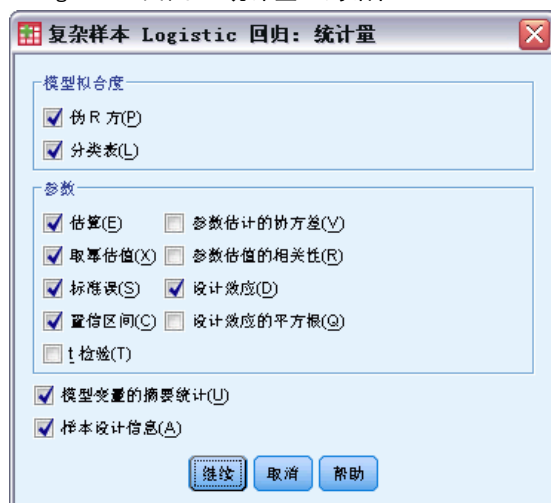 复杂样本 Logistic 回归: 统计量
模型拟合度
伪 R 方(P)
分类表(L)
参数
估算(E) 参数估计的协方差(V)
取幂估值(X) 参数估值的相关性(R)
标准误(S) 设计效应(D)
置信区间(C) 设计效应的平方根(Q)
t 检验(T)
模型变量的摘要统计(U)
样本设计信息(A)
继续 取消 帮助